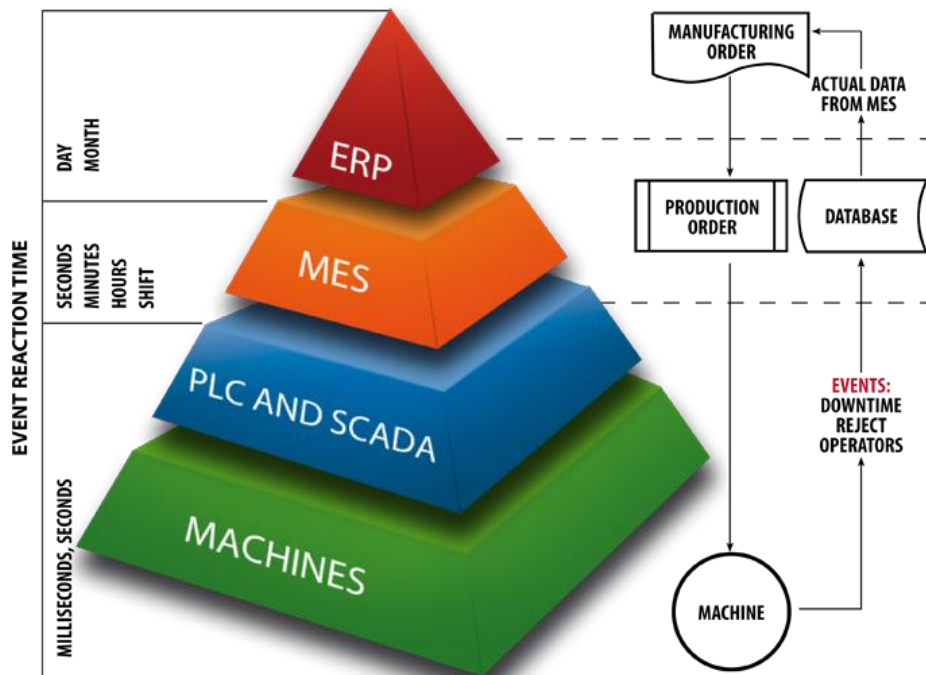 EVENT REACTION TIME
DAY
MONTH
SECONDS
MINUTES
HOURS
SHIFT
MILLISECONDS, SECONDS
ERP
MES
PLC AND SCADA
MACHINES
MANUFACTURING
ORDER
ACTUAL DATA
FROM MES
PRODUCTION
ORDER
DATABASE
EVENTS:
DOWNTIME
REJECT
OPERATORS
MACHINE